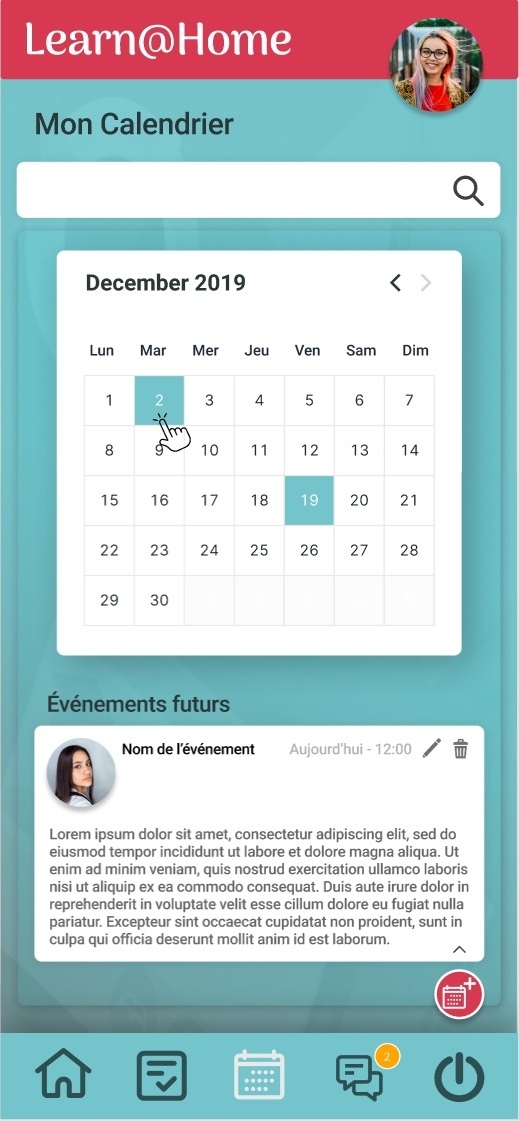 Learn@Home
Mon Calendrier
December 2019
Lun Mar Mer Jeu Ven Sam Dim
1 2 3 4 5 6 7
8 9 10 11 12 13 14
15 16 17 18 19 20 21
22 23 24 25 26 27 28
29 30
Événements futurs
Nom de l'événement Aujourd'hui - 12:00
Lorem ipsum dolor sit amet, consectetur adipiscing elit, sed do
eiusmod tempor incididunt ut labore et dolore magna aliqua. Ut
enim ad minim veniam, quis nostrud exercitation ullamco laboris
nisi ut aliquip ex ea commodo consequat. Duis aute irure dolor in
reprehenderit in voluptate velit esse cillum dolore eu fugiat nulla
pariatur. Excepteur sint occaecat cupidatat non proident, sunt in
culpa qui officia deserunt mollit anim id est laborum.
2